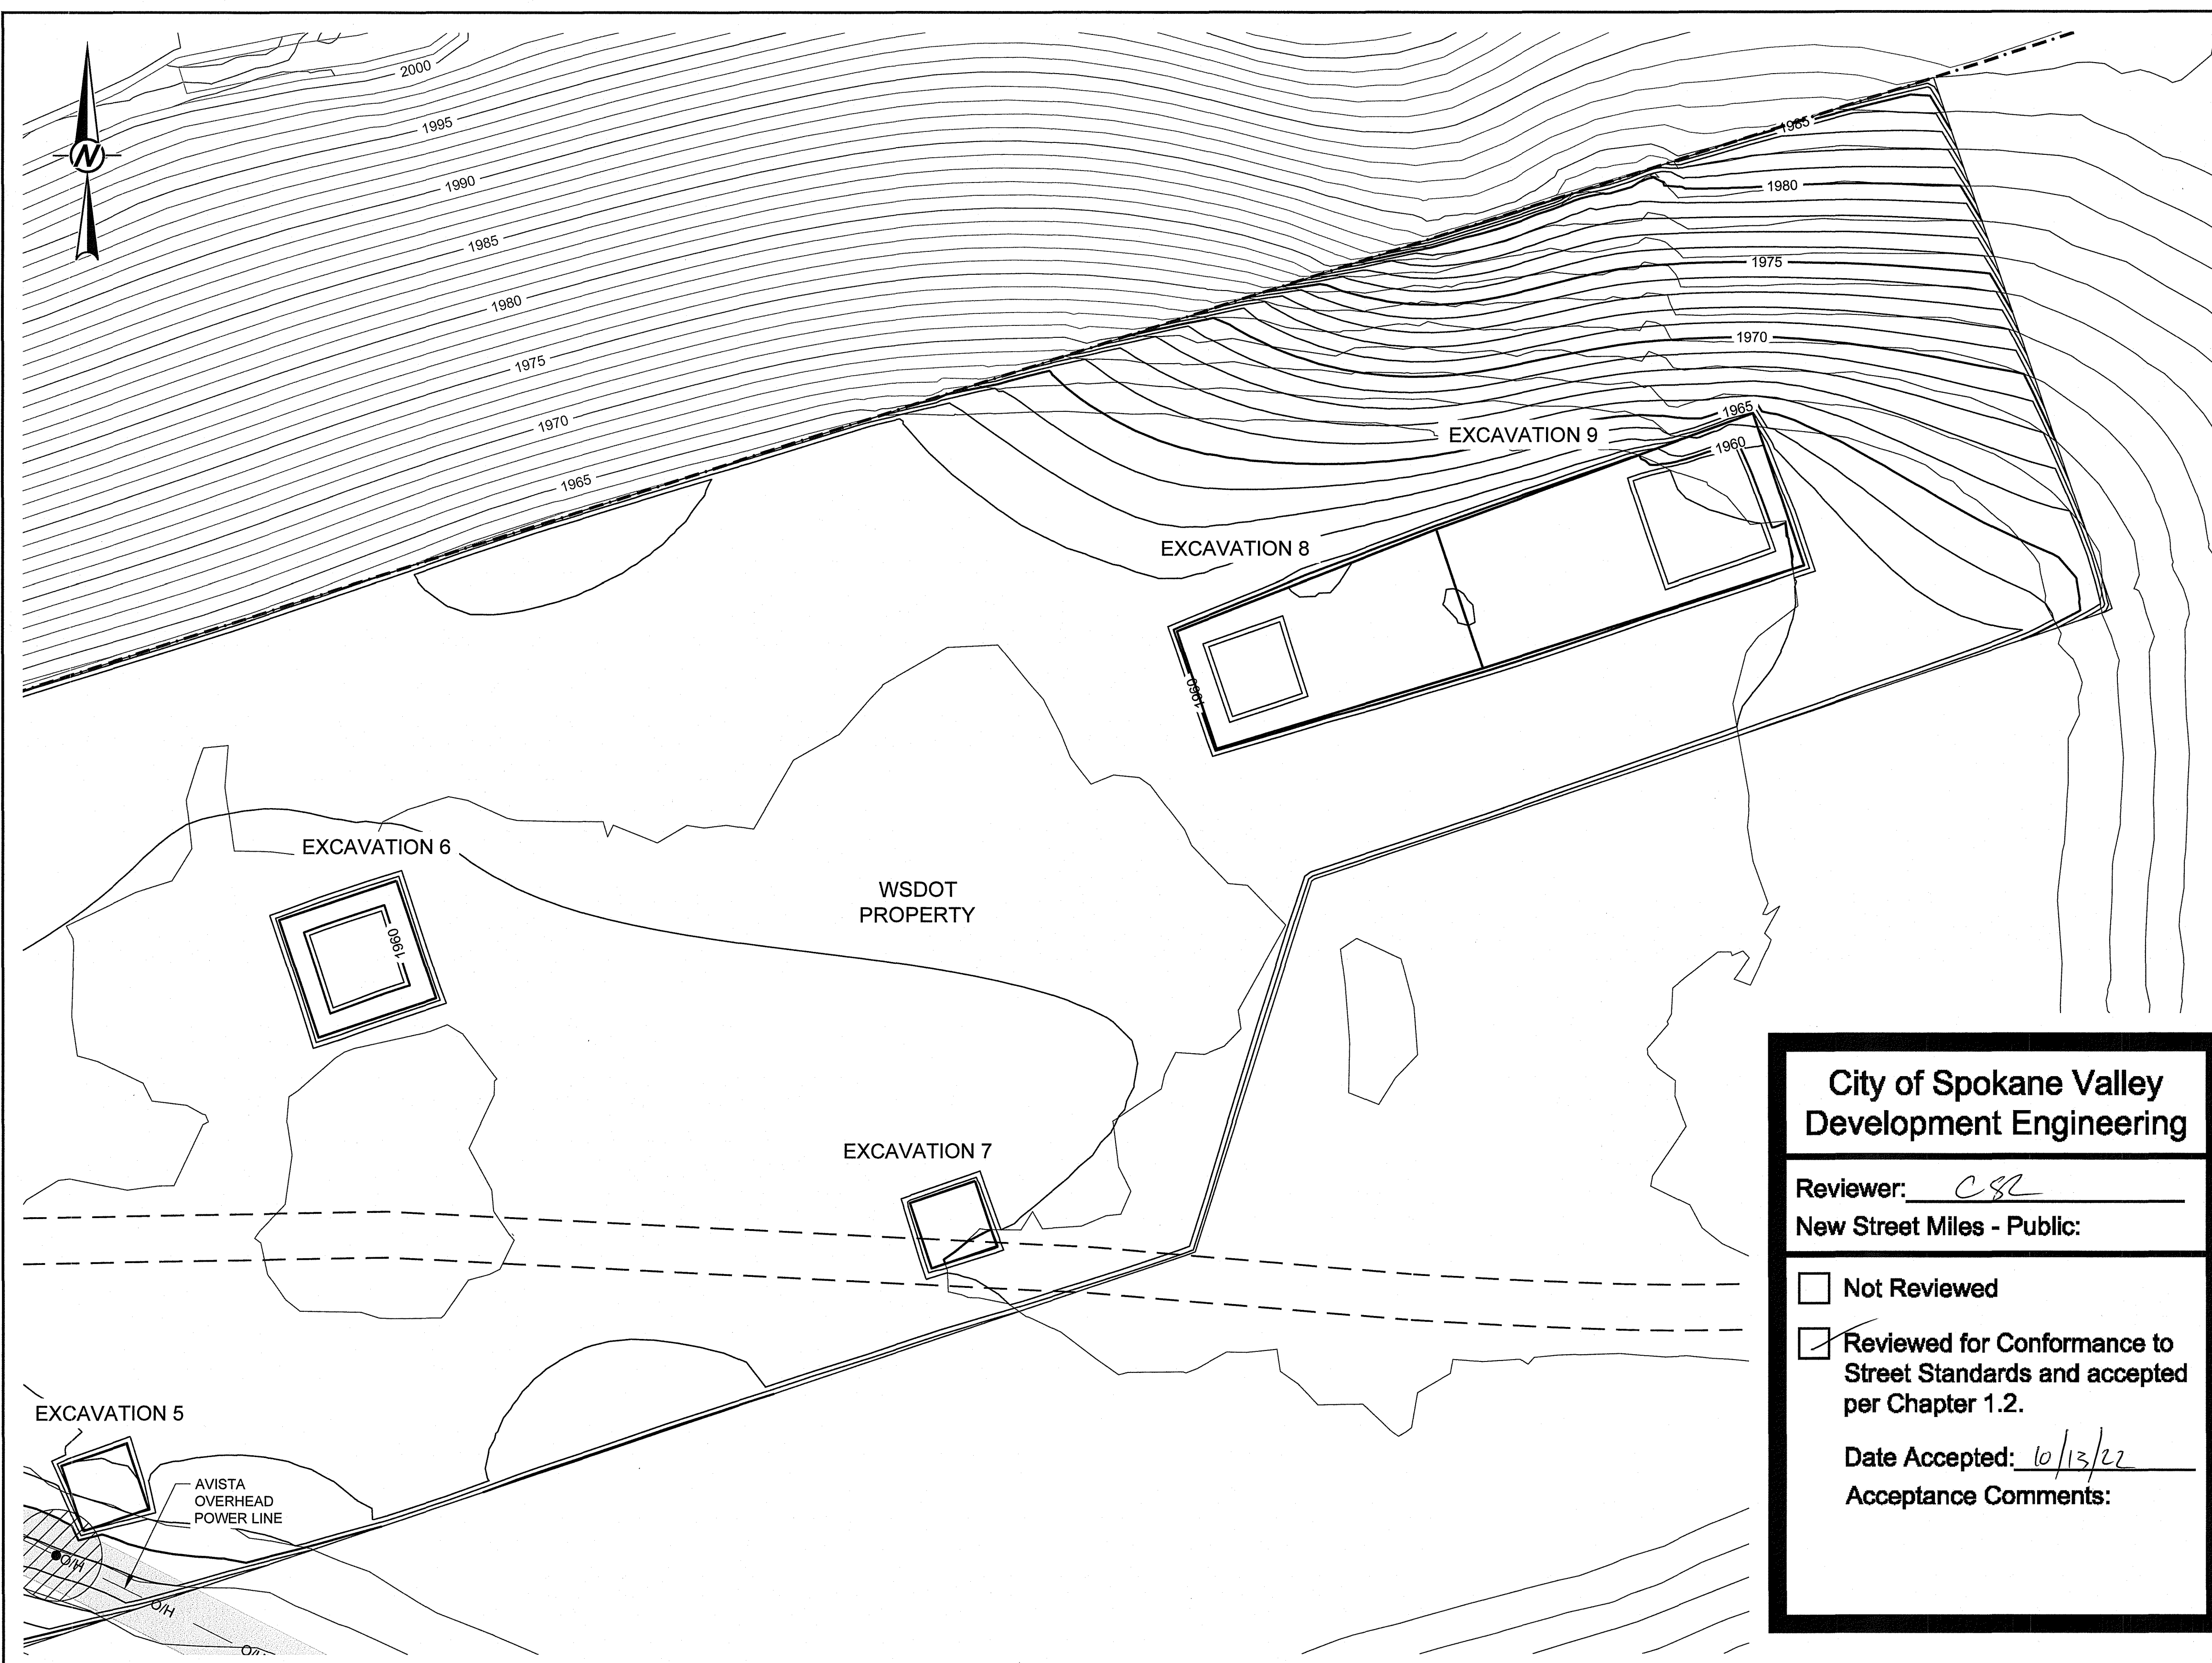 2000
1995
1990
1985
1980
1975
1970
1965
N
1985
1980
1975
1970
1965
1960
EXCAVATION 9
EXCAVATION 8
1960
EXCAVATION 6
1960
WSDOT
PROPERTY
EXCAVATION 7
EXCAVATION 5
AVISTA
OVERHEAD
POWER LINE
O/H
O/H
City of Spokane Valley
Development Engineering
Reviewer:
New Street Miles - Public:
Not Reviewed
Reviewed for Conformance to
Street Standards and accepted
per Chapter 1.2.
Date Accepted: 10/13/22
Acceptance Comments: